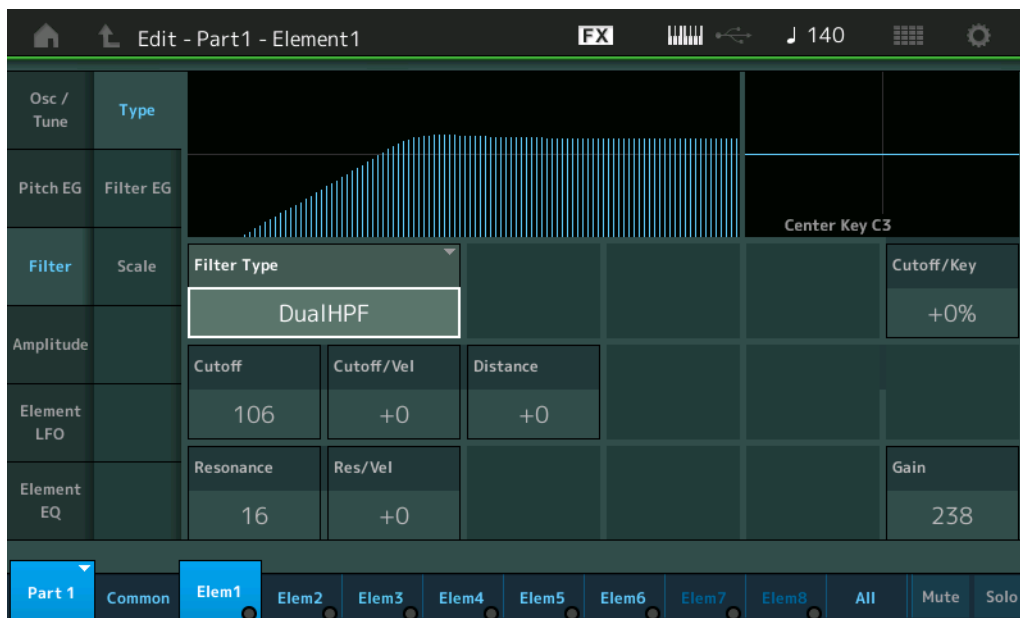 Edit - Part1 - Element1
FX
♩ 140
Osc /
Tune
Type
Pitch EG
Filter EG
Center Key C3
Filter
Scale
Filter Type
Cutoff/Key
DualHPF
+0%
Amplitude
Cutoff
Cutoff/Vel
Distance
106
+0
+0
Element
LFO
Resonance
Res/Vel
Gain
Element
EQ
16
+0
238
Part 1
Common
Elem1
Elem2
Elem3
Elem4
Elem5
Elem6
Elem7
Elem8
All
Mute
Solo